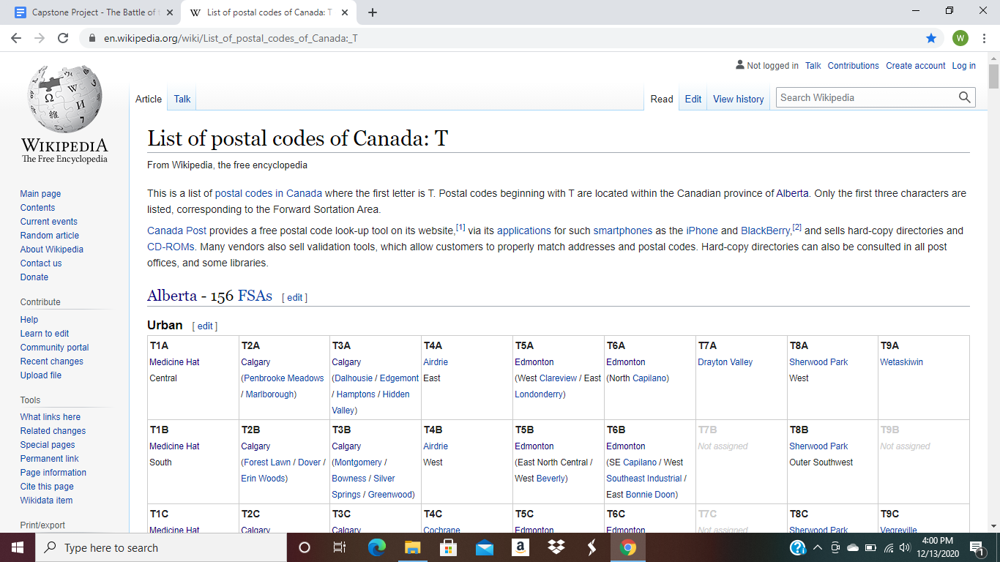 Capstone Project - The Battle of
List of postal codes of Canada: T
en.wikipedia.org/wiki/List_of_postal_codes_of_Canada:_T
W
Not logged in Talk Contributions Create account Log in
Article Talk Read Edit View history Search Wikipedia
WIKIPEDIA
The Free Encyclopedia
Main page
Contents
Current events
Random article
About Wikipedia
Contact us
Donate
Contribute
Help
Learn to edit
Community portal
Recent changes
Upload file
Tools
What links here
Related changes
Special pages
Permanent link
Page information
Cite this page
Wikidata item
Print/export
List of postal codes of Canada: T
From Wikipedia, the free encyclopedia
This is a list of postal codes in Canada where the first letter is T. Postal codes beginning with T are located within the Canadian province of Alberta. Only the first three characters are
listed, corresponding to the Forward Sortation Area.
Canada Post provides a free postal code look-up tool on its website,[1] via its applications for such smartphones as the iPhone and BlackBerry,[2] and sells hard-copy directories and
CD-ROMs. Many vendors also sell validation tools, which allow customers to properly match addresses and postal codes. Hard-copy directories can also be consulted in all post
offices, and some libraries.
Alberta - 156 FSAs [ edit ]
Urban [ edit ]
T1A
Medicine Hat
Central
T2A
Calgary
(Penbrooke Meadows
/ Marlborough)
T3A
Calgary
(Dalhousie / Edgemont
/ Hamptons / Hidden
Valley)
T4A
Airdrie
East
T5A
Edmonton
(West Clareview / East
Londonderry)
T6A
Edmonton
(North Capilano)
T7A
Drayton Valley
T8A
Sherwood Park
West
T9A
Wetaskiwin
T1B
Medicine Hat
South
T2B
Calgary
(Forest Lawn / Dover /
Erin Woods)
T3B
Calgary
(Montgomery /
Bowness / Silver
Springs / Greenwood)
T4B
Airdrie
West
T5B
Edmonton
(East North Central /
West Beverly)
T6B
Edmonton
(SE Capilano / West
Southeast Industrial /
East Bonnie Doon)
T7B
Not assigned
T8B
Sherwood Park
Outer Southwest
T9B
Not assigned
T1C
Medicine Hat
T2C
Calgary
T3C
Calgary
T4C
Cochrane
T5C
Edmonton
T6C
Edmonton
T7C
Not assigned
T8C
Sherwood Park
T9C
Vegreville
Type here to search
4:00 PM
12/13/2020
1